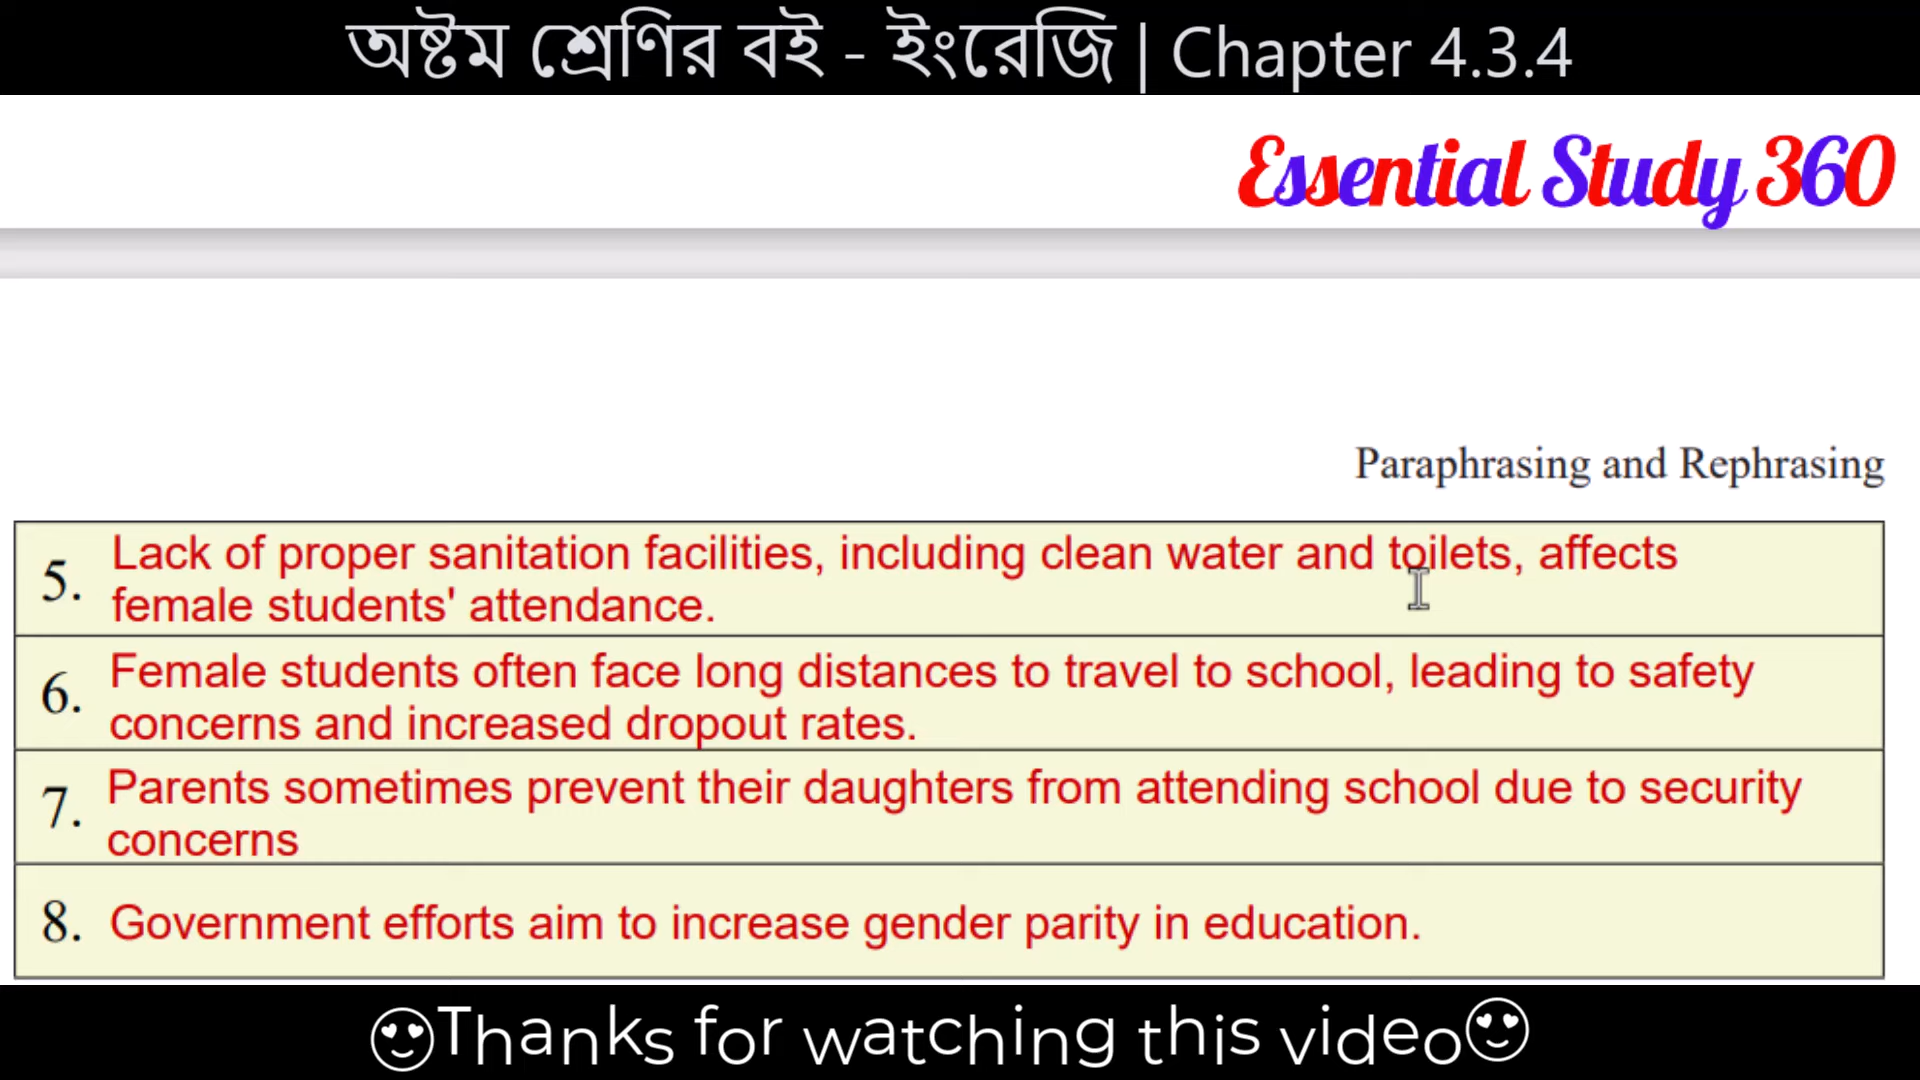 অষ্টম শ্রেণির বই - ইংরেজি | Chapter 4.3.4
Essential Study 360
Paraphrasing and Rephrasing
5. Lack of proper sanitation facilities, including clean water and toilets, affects
female students' attendance.
6. Female students often face long distances to travel to school, leading to safety
concerns and increased dropout rates.
7. Parents sometimes prevent their daughters from attending school due to security
concerns
8. Government efforts aim to increase gender parity in education.
😍Thanks for watching this video😍